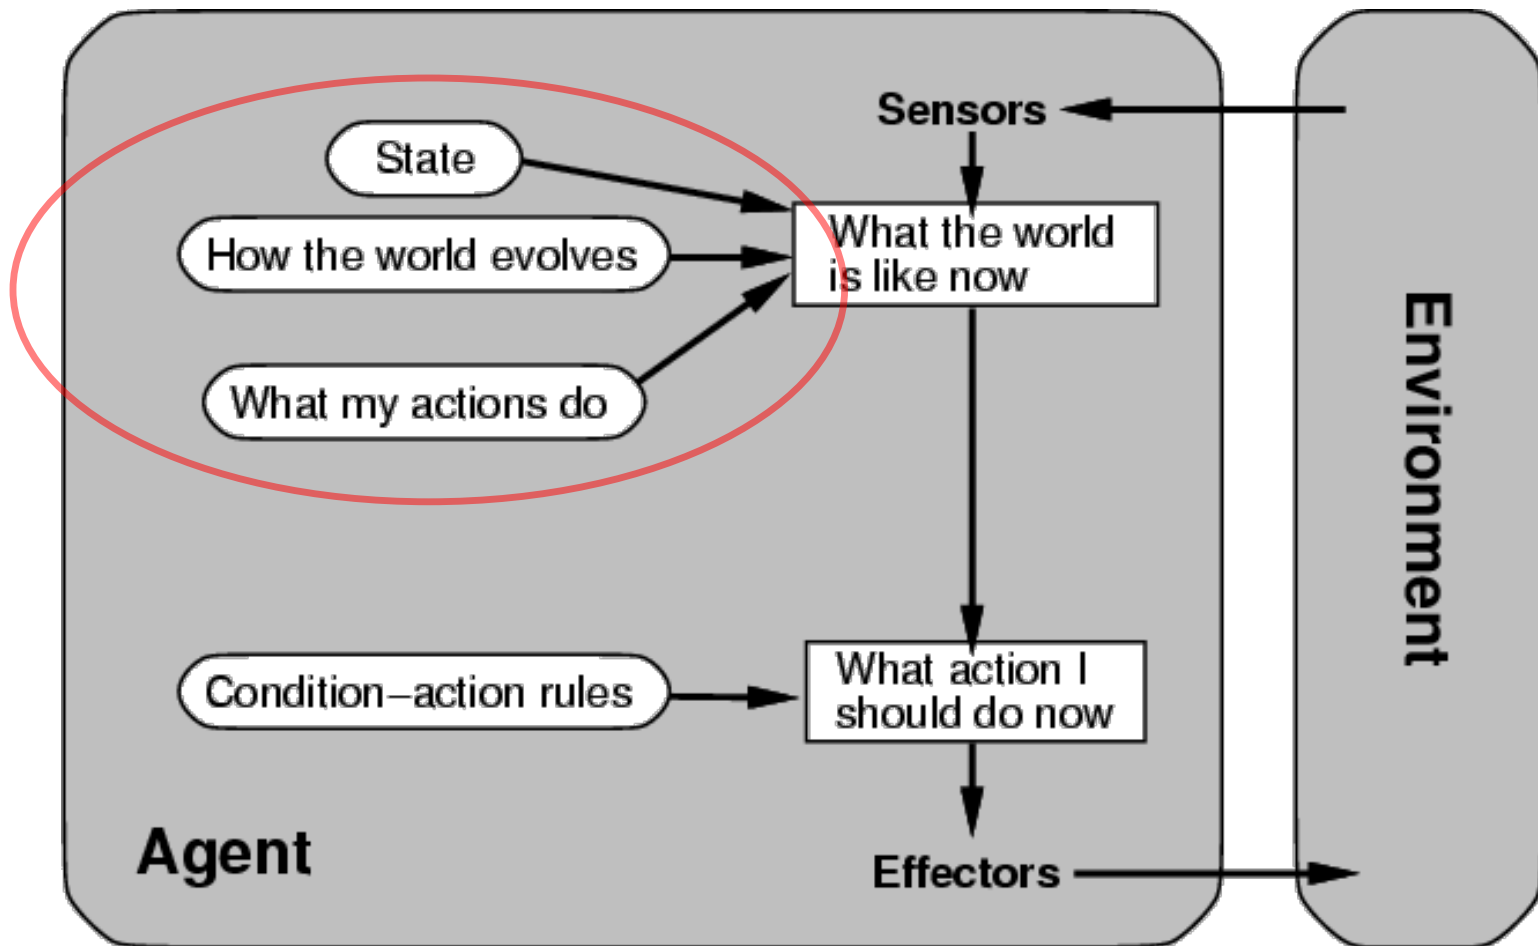 Sensors
State
What the world
is like now
How the world evolves
What my actions do
Environment
Condition–action rules
What action I
should do now
Agent
Effectors